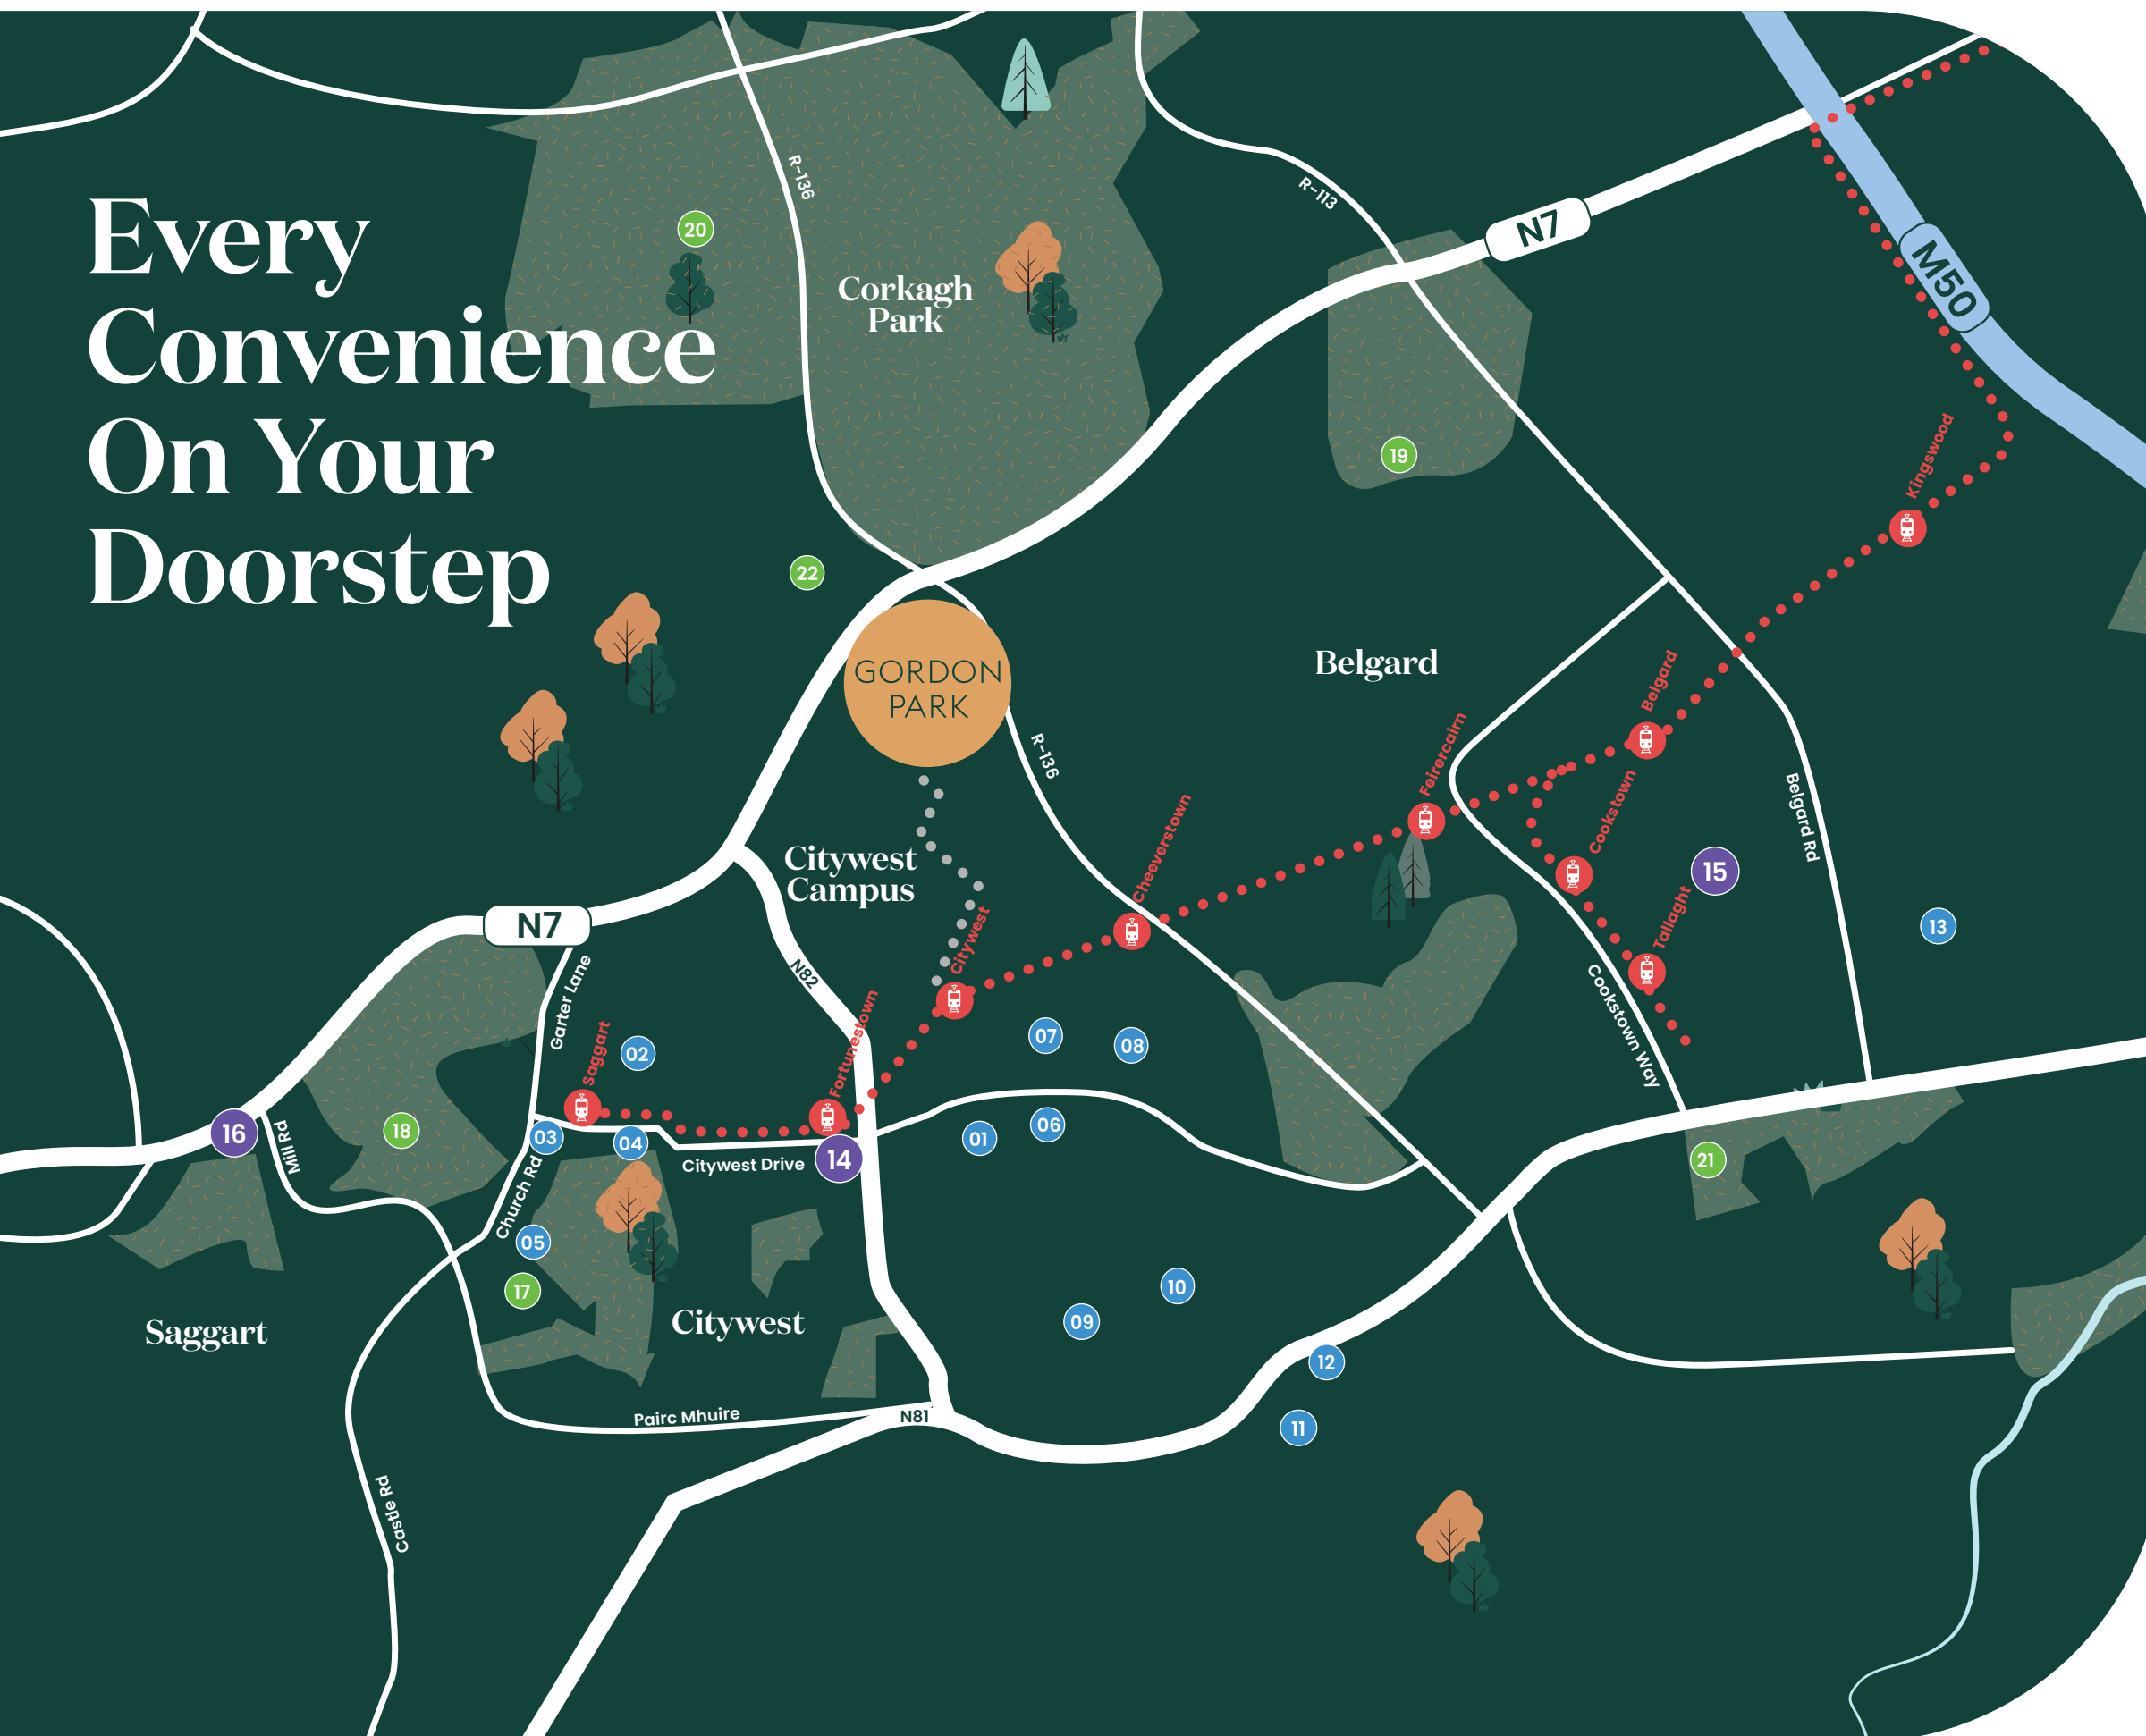 Every
Convenience
On Your
Doorstep
R-136
R-113
N7
M50
20
Corkagh
Park
19
Kingswood
22
GORDON
PARK
Belgard
Belgard
R-136
Feirercairn
Cookstown
Belgard Rd
Cheeverstown
Citywest
Campus
15
Tallaght
13
N7
Citywest
N82
Garter Lane
Cookstown Way
Fortunestown
Saggart
02
07
08
16
Mill Rd
18
03
04
01
06
Citywest Drive
14
21
Church Rd
05
17
10
09
Saggart
Citywest
12
Pairc Mhuire
N81
11
Castle Rd